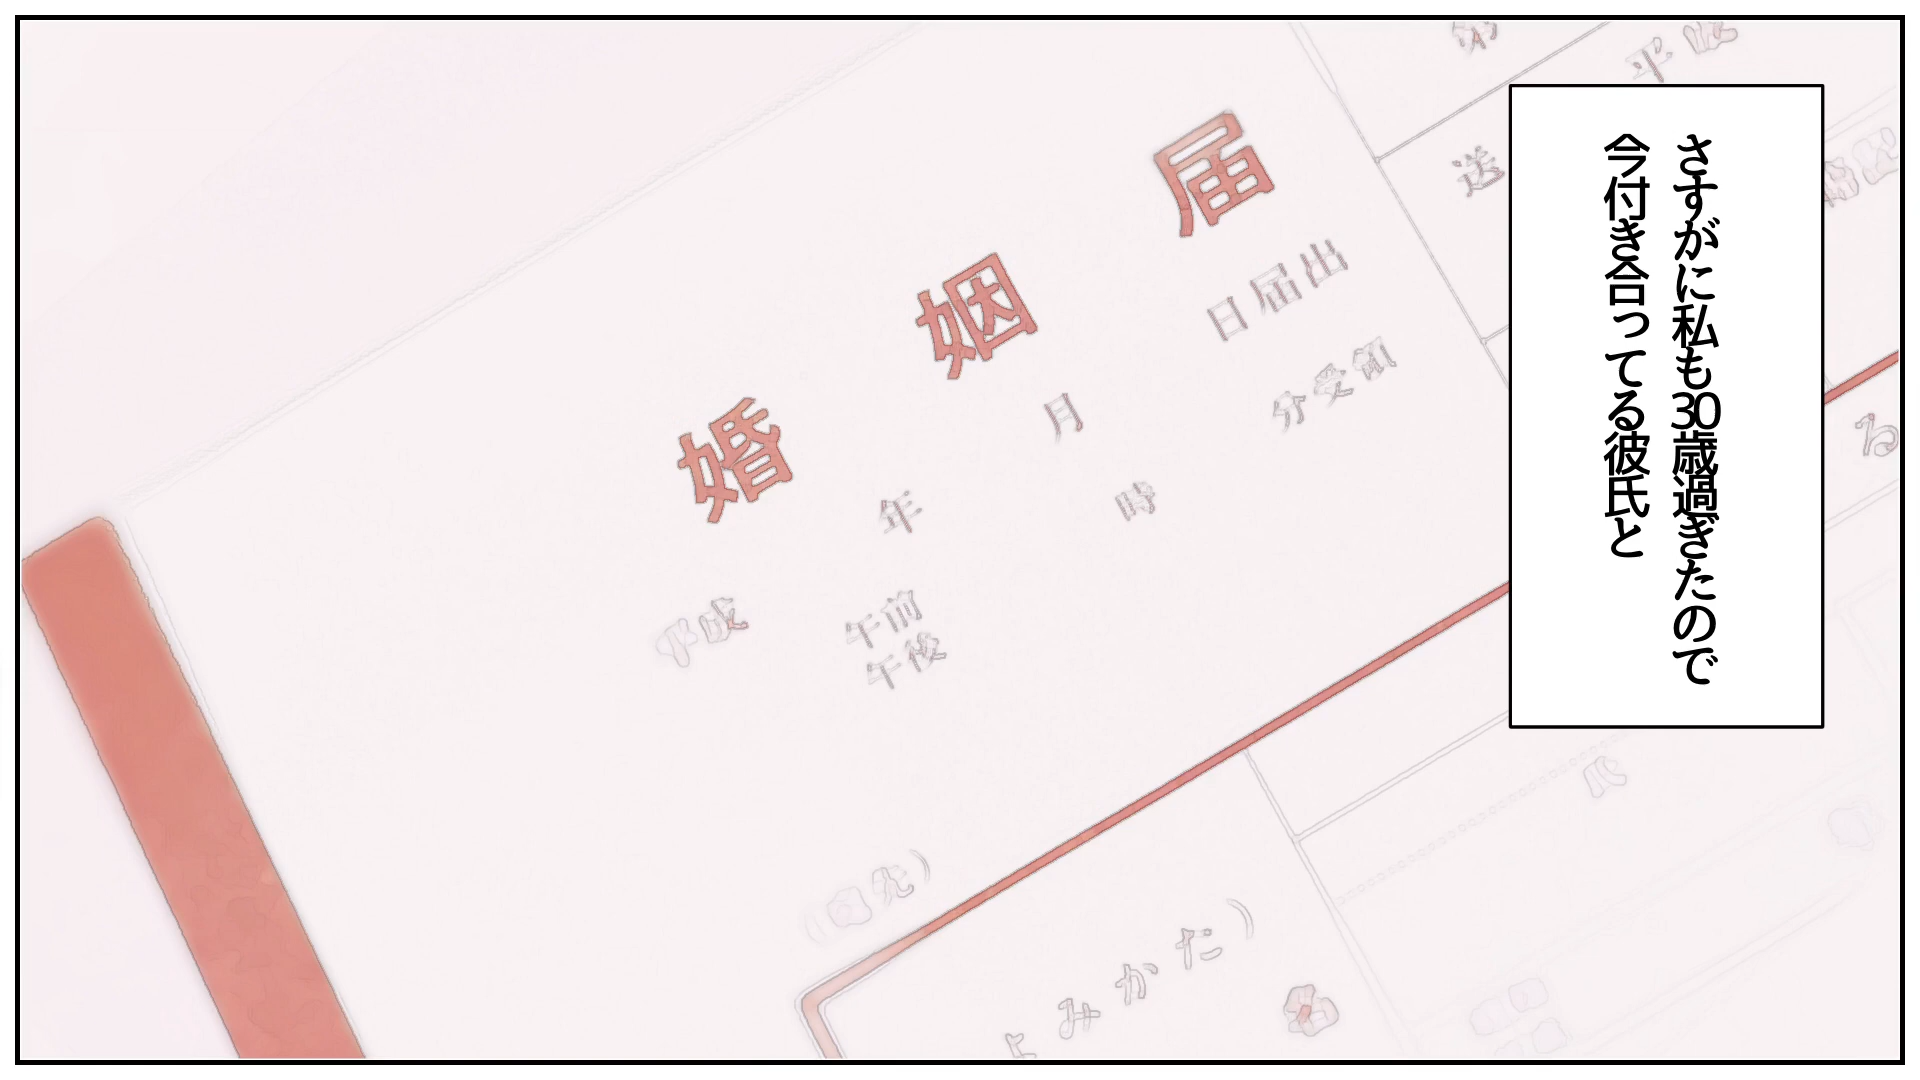 さすがに私も30歳過ぎたので
今付き合ってる彼氏と
婚姻届
平成 年 月 日届出
午前 時 分受領
午後
送
よみかた）
氏
る